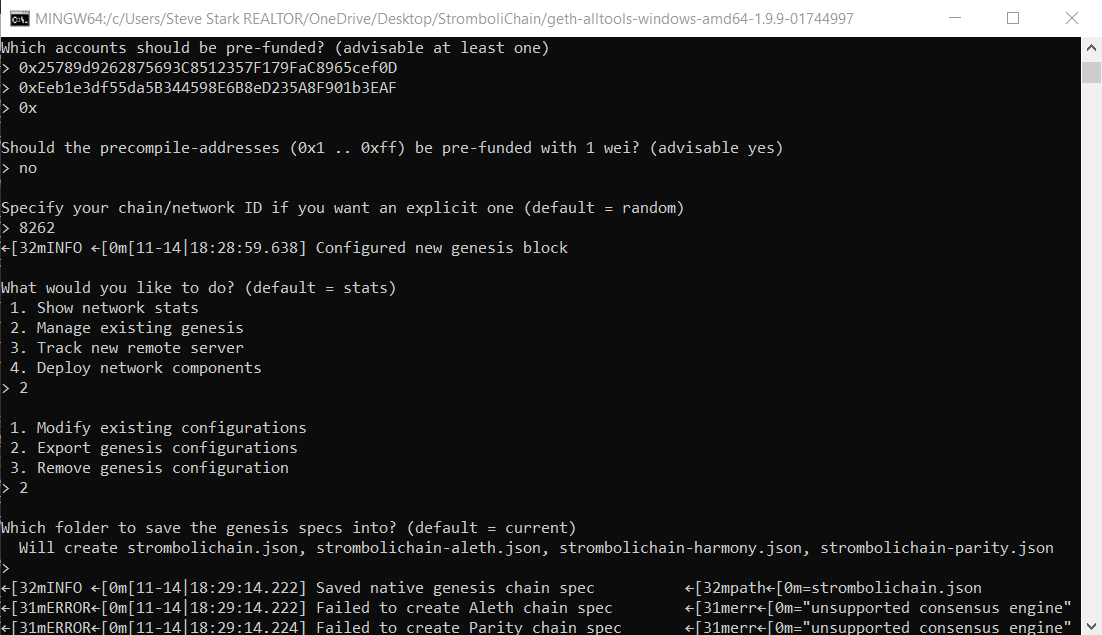 MINGW64:/c/Users/Steve Stark REALTOR/OneDrive/Desktop/StromboliChain/geth-alltools-windows-amd64-1.9.9-01744997
Which accounts should be pre-funded? (advisable at least one)
> 0x25789d9262875693C8512357F179FaC8965cef0D
> 0xEeb1e3df55da5B344598E6B8eD235A8F901b3EAF
> 0x
Should the precompile-addresses (0x1 .. 0xff) be pre-funded with 1 wei? (advisable yes)
> no
Specify your chain/network ID if you want an explicit one (default = random)
> 8262
←[32mINFO ←[0m[11-14|18:28:59.638] Configured new genesis block
What would you like to do? (default = stats)
1. Show network stats
2. Manage existing genesis
3. Track new remote server
4. Deploy network components
> 2
1. Modify existing configurations
2. Export genesis configurations
3. Remove genesis configuration
> 2
Which folder to save the genesis specs into? (default = current)
Will create strombolichain.json, strombolichain-aleth.json, strombolichain-harmony.json, strombolichain-parity.json
>
←[32mINFO ←[0m[11-14|18:29:14.222] Saved native genesis chain spec ←[32mpath←[0m=strombolichain.json
←[31mERROR←[0m[11-14|18:29:14.222] Failed to create Aleth chain spec ←[31merr←[0m="unsupported consensus engine"
←[31mERROR←[0m[11-14|18:29:14.224] Failed to create Parity chain spec ←[31merr←[0m="unsupported consensus engine"